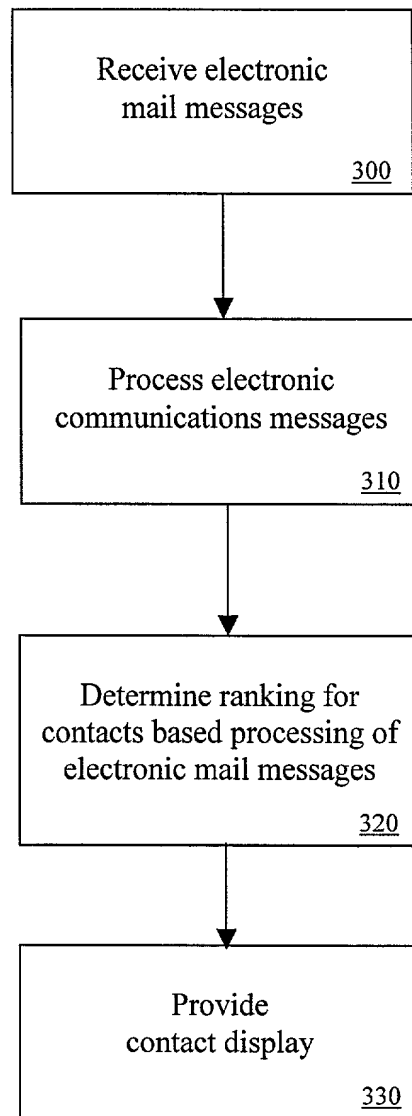 Receive electronic
mail messages
300
Process electronic
communications messages
310
Determine ranking for
contacts based processing of
electronic mail messages
320
Provide
contact display
330